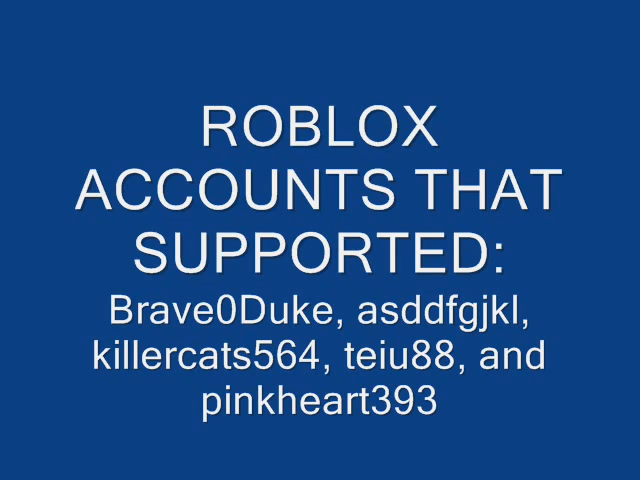 ROBLOX
ACCOUNTS THAT
SUPPORTED:
Brave0Duke, asddfgjkl,
killercats564, teiu88, and
pinkheart393